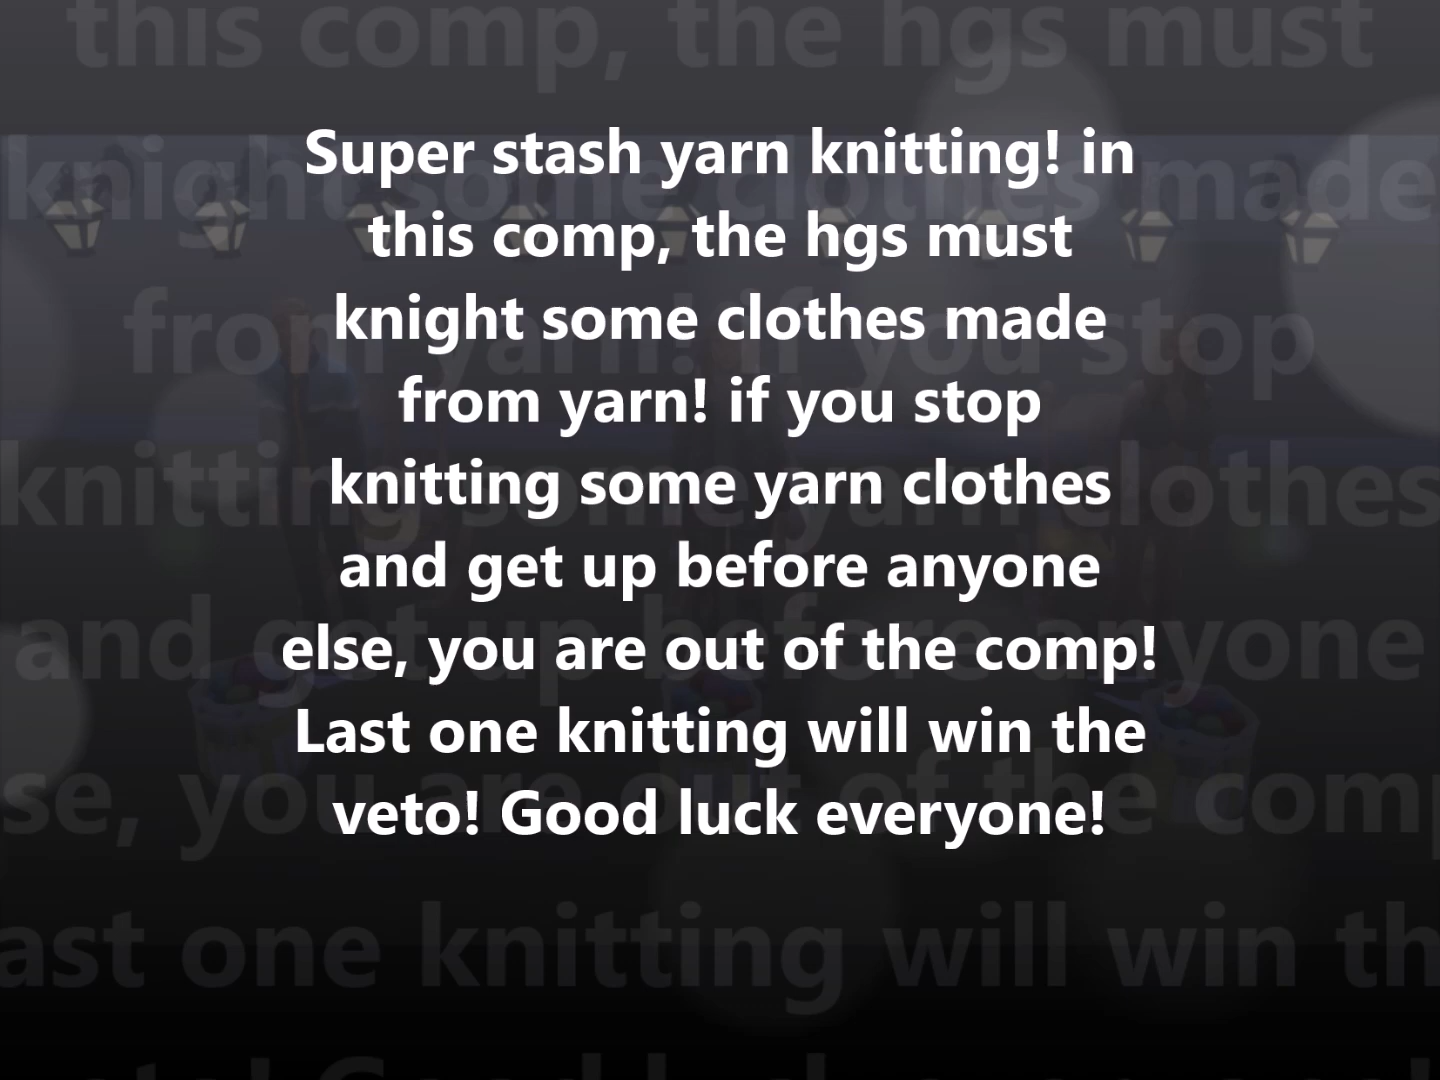 Super stash yarn knitting! in
this comp, the hgs must
knight some clothes made
from yarn! if you stop
knitting some yarn clothes
and get up before anyone
else, you are out of the comp!
Last one knitting will win the
veto! Good luck everyone!